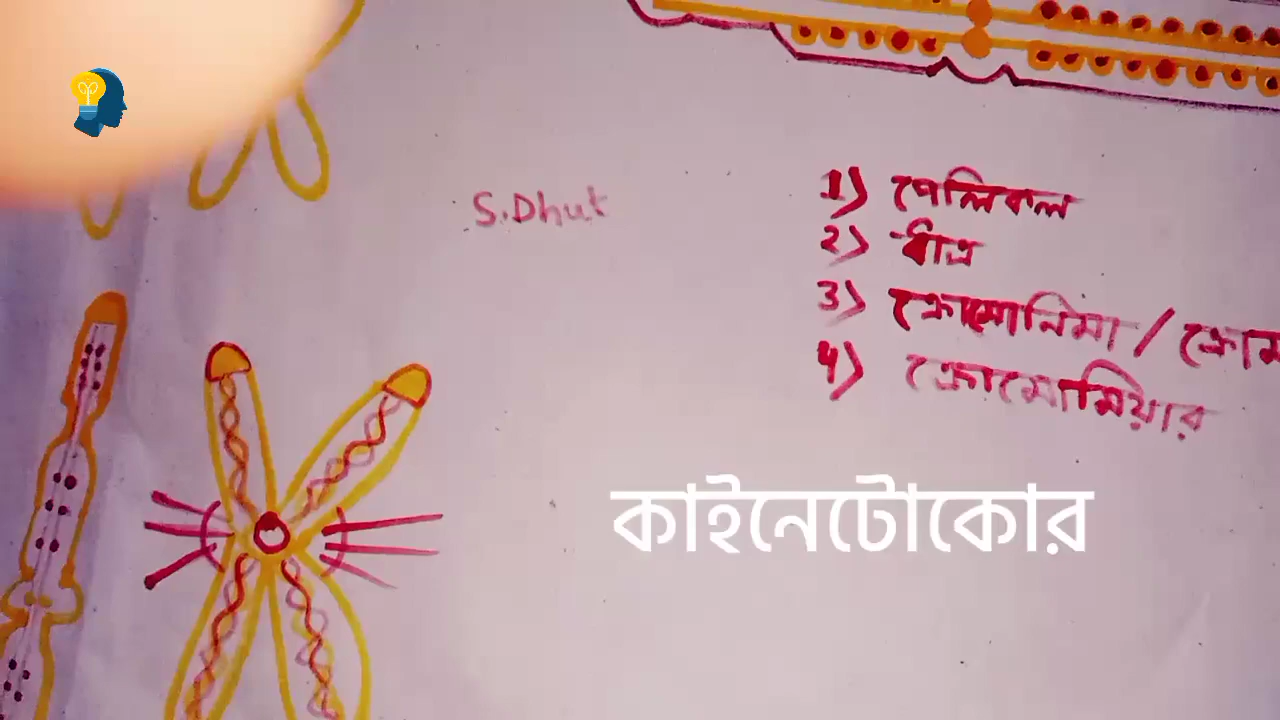 S.Dhut
1) পেলিকল
2) ধাত্র
3) ক্রোমোনিমা / ক্রোম
4) ক্রোমোমিয়ার
কাইনেটোকোর